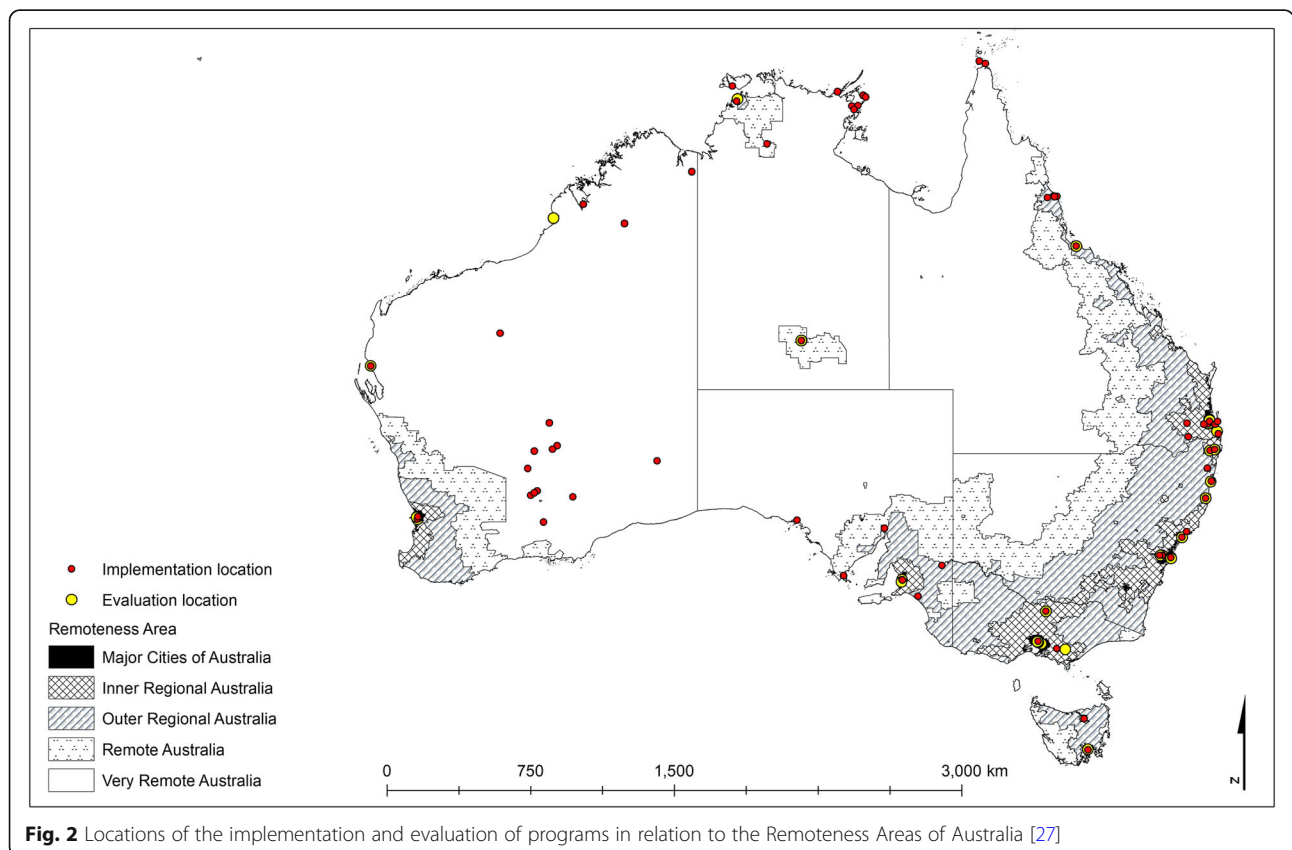 Implementation location
Evaluation location
Remoteness Area
Major Cities of Australia
Inner Regional Australia
Outer Regional Australia
Remote Australia
Very Remote Australia
0 750 1,500 3,000 km
N
Fig. 2 Locations of the implementation and evaluation of programs in relation to the Remoteness Areas of Australia [27]